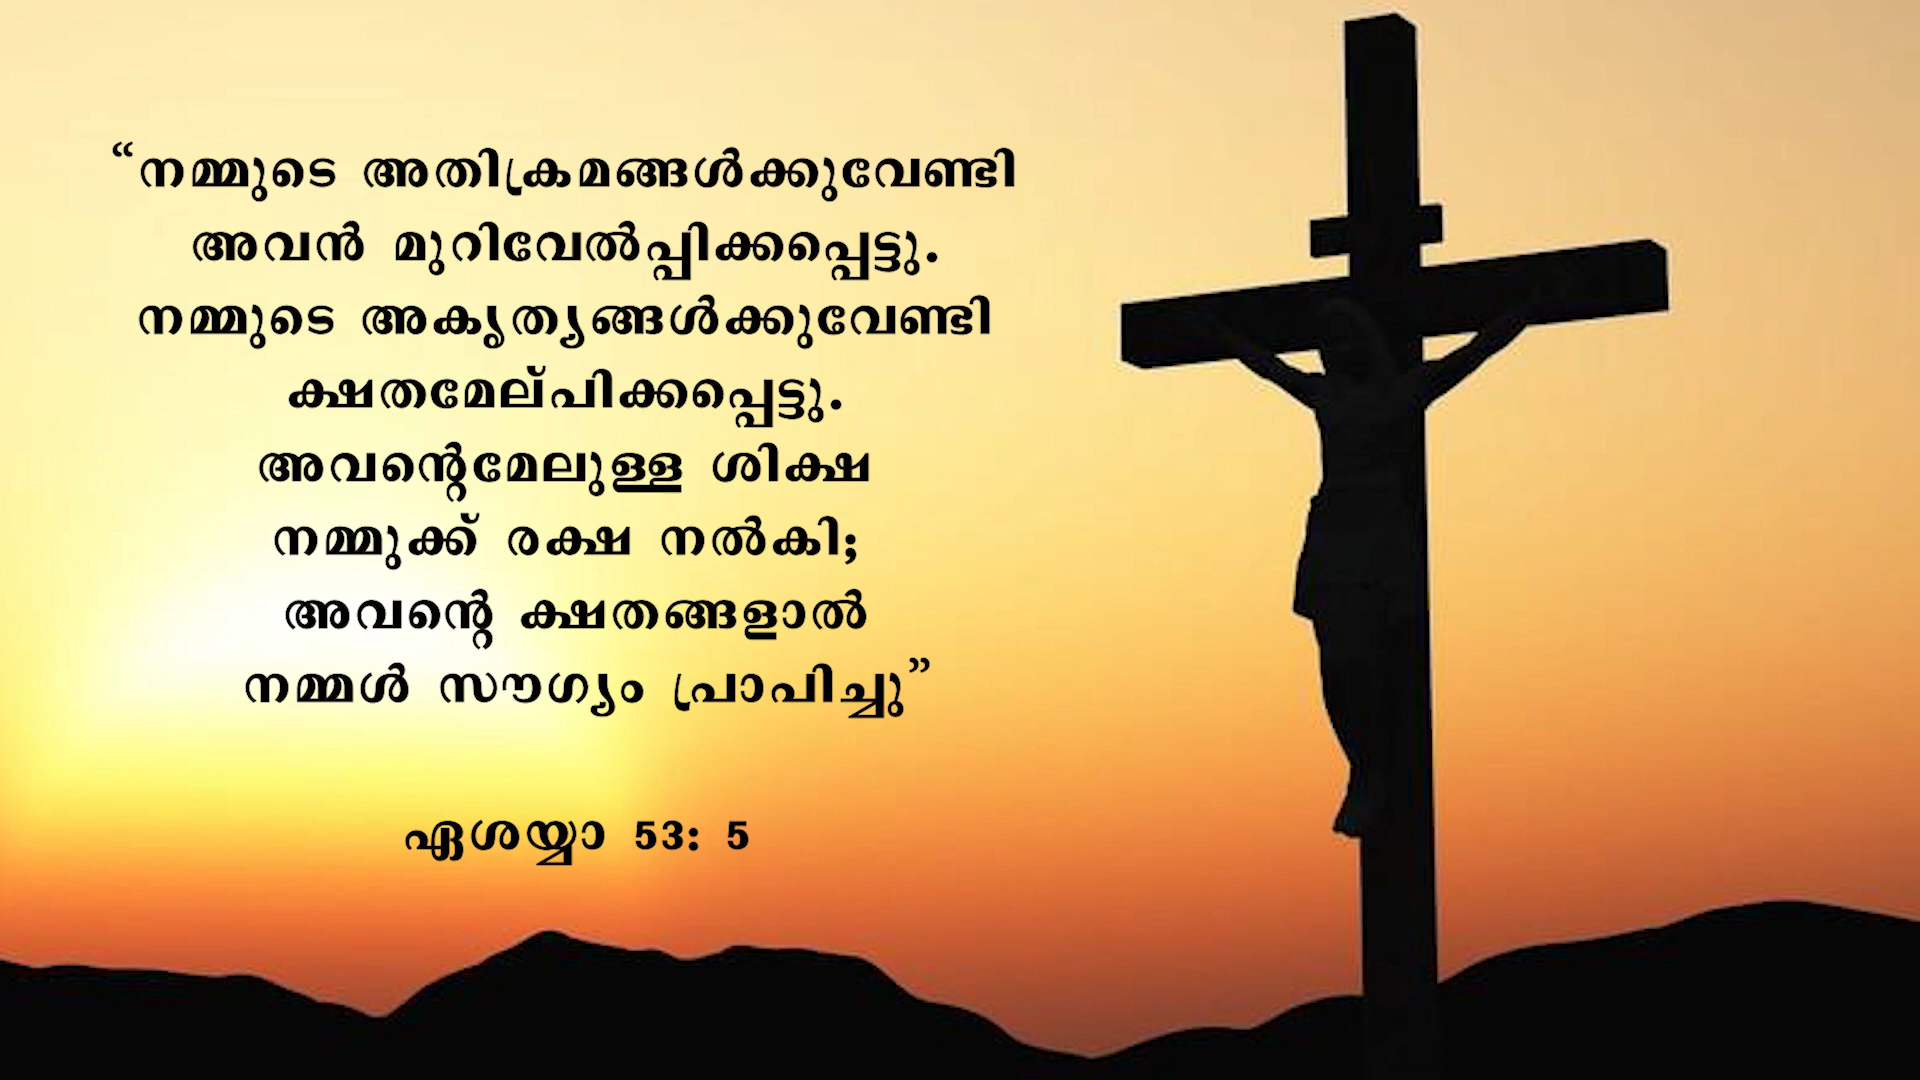 “നമ്മുടെ അതിക്രമങ്ങൾക്കുവേണ്ടി
അവൻ മുറിവേൽപ്പിക്കപ്പെട്ടു.
നമ്മുടെ അകൃത്യങ്ങൾക്കുവേണ്ടി
ക്ഷതമേല്പിക്കപ്പെട്ടു.
അവന്റെമേലുള്ള ശിക്ഷ
നമ്മുക്ക് രക്ഷ നൽകി;
അവന്റെ ക്ഷതങ്ങളാൽ
നമ്മൾ സൗഗ്യം പ്രാപിച്ചു”
ഏശയ്യാ 53: 5